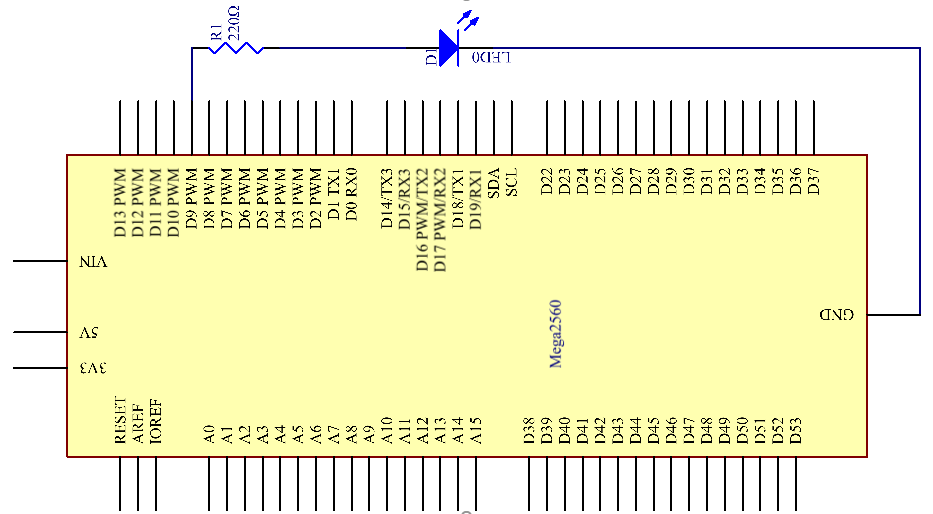 R1
220Ω
D1
LED0
D13 PWM
D12 PWM
D11 PWM
D10 PWM
D9 PWM
D8 PWM
D7 PWM
D6 PWM
D5 PWM
D4 PWM
D3 PWM
D2 PWM
D1 TX1
D0 RX0
D14/TX3
D15/RX3
D16 PWM/TX2
D17 PWM/RX2
D18/TX1
D19/RX1
SDA
SCL
D22
D23
D24
D25
D26
D27
D28
D29
D30
D31
D32
D33
D34
D35
D36
D37
VIN
5V
3V3
Mega2560
GND
RESET
AREF
IOREF
A0
A1
A2
A3
A4
A5
A6
A7
A8
A9
A10
A11
A12
A13
A14
A15
D38
D39
D40
D41
D42
D43
D44
D45
D46
D47
D48
D49
D50
D51
D52
D53